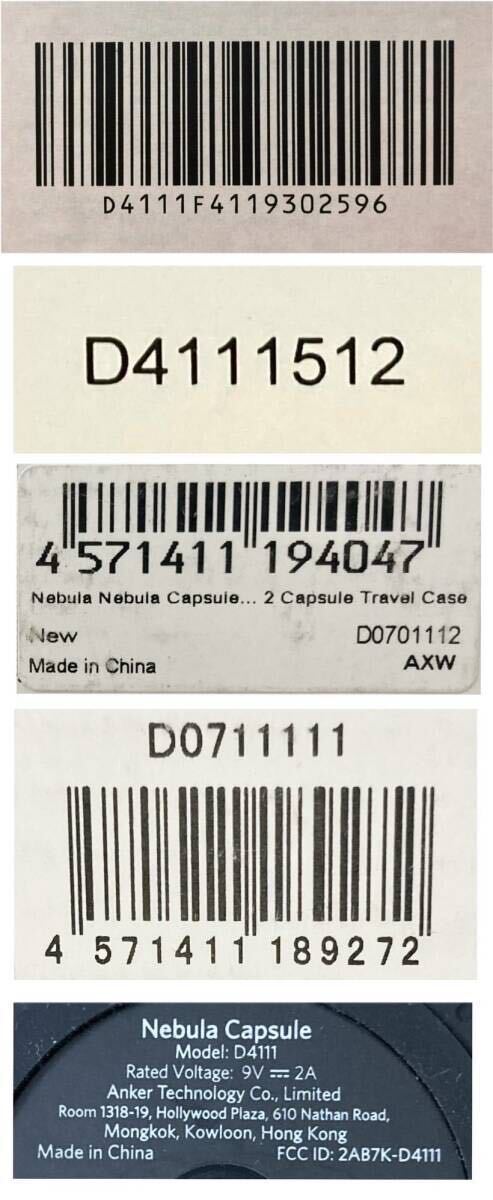 D4111F4119302596
D4111512
4 571411 194047
Nebula Nebula Capsule... 2 Capsule Travel Case
New D0701112
Made in China AXW
D0711111
4 571411 189272
Nebula Capsule
Model: D4111
Rated Voltage: 9V ⎓ 2A
Anker Technology Co., Limited
Room 1318-19, Hollywood Plaza, 610 Nathan Road,
Mongkok, Kowloon, Hong Kong
Made in China FCC ID: 2AB7K-D4111